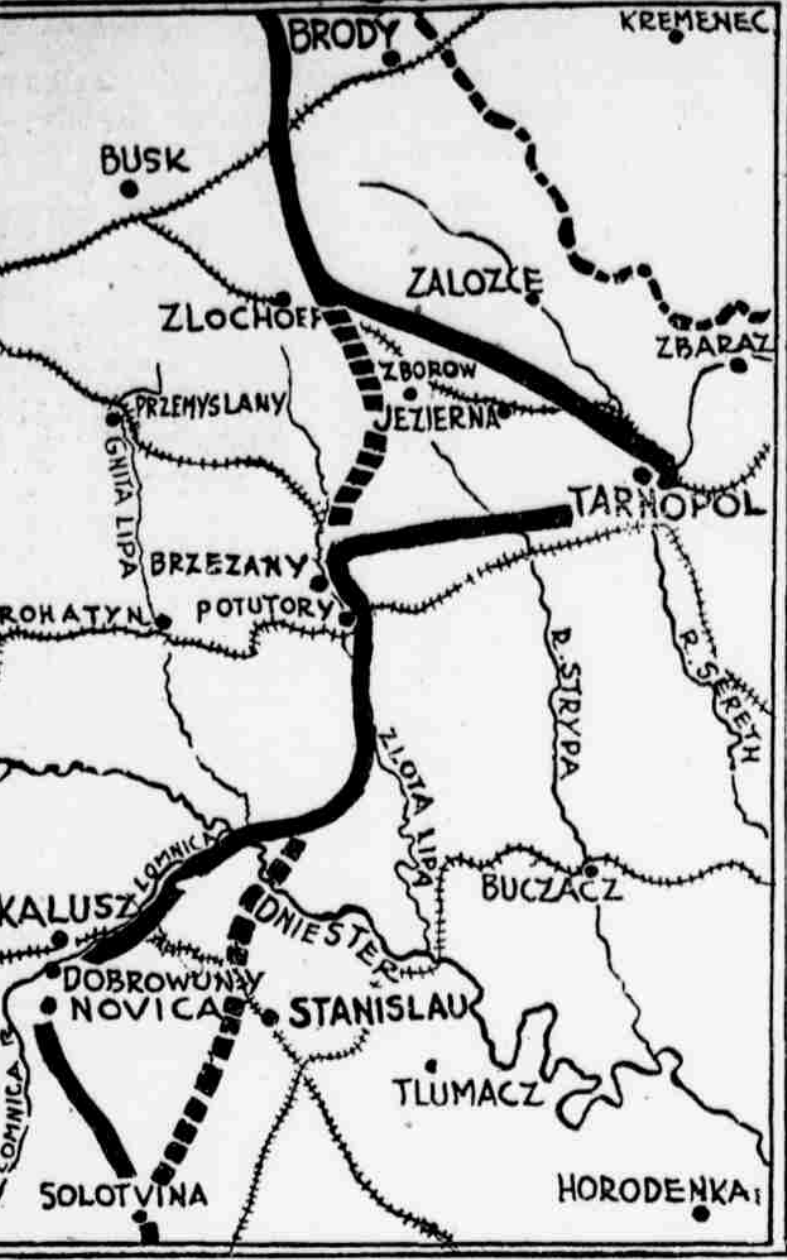 BRODY
KREMENEC
BUSK
ZALOZCE
ZLOCHOFF
ZBARAZ
ZBOROW
PRZEMYSLANY
JEZIERNA
GNITA LIPA
TARNOPOL
BRZEZANY
ROHATYN
POTUTORY
R. STRYPA
R. SERETH
ZLOTA LIPA
LOMNICA
BUCZACZ
KALUSZ
DNIESTER
DOBROWUNY
NOVICA
STANISLAU
LOMNICA R
TLUMACZ
SOLOTVINA
HORODENKA